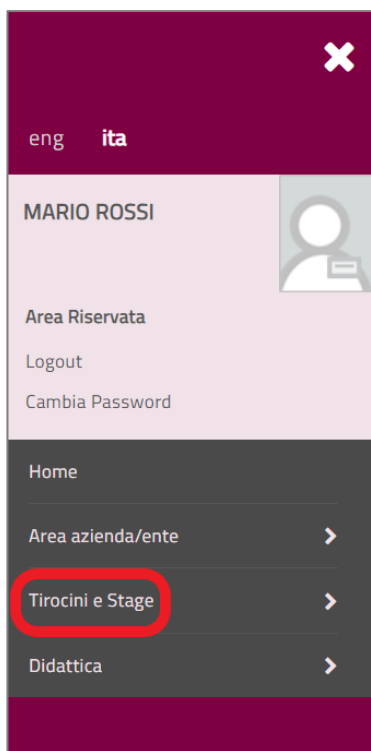 eng ita
MARIO ROSSI
Area Riservata
Logout
Cambia Password
Home
Area azienda/ente
Tirocini e Stage
Didattica